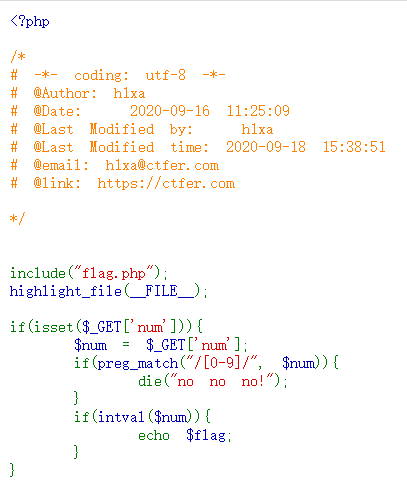 <?php
/*
# -*- coding: utf-8 -*-
# @Author: h1xa
# @Date:   2020-09-16 11:25:09
# @Last Modified by:   h1xa
# @Last Modified time: 2020-09-18 15:38:51
# @email: h1xa@ctfer.com
# @link: https://ctfer.com
*/
include("flag.php");
highlight_file(__FILE__);
if(isset($_GET['num'])){
    $num = $_GET['num'];
    if(preg_match("/[0-9]/", $num)){
        die("no no no!");
    }
    if(intval($num)){
        echo $flag;
    }
}